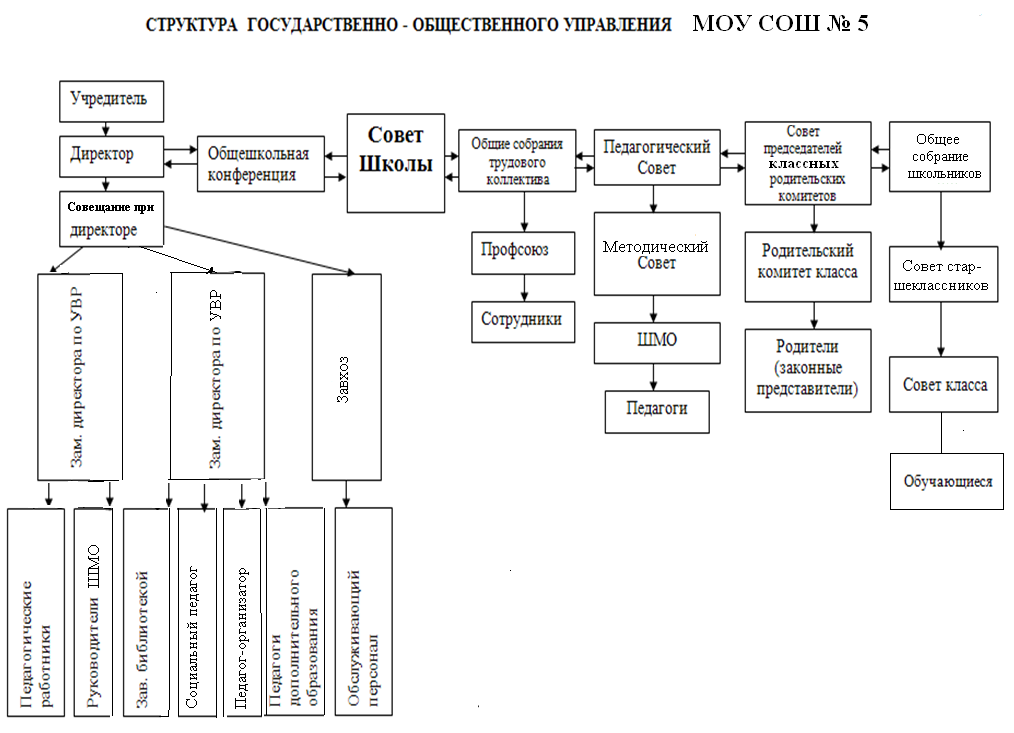 СТРУКТУРА ГОСУДАРСТВЕННО - ОБЩЕСТВЕННОГО УПРАВЛЕНИЯ МОУ СОШ № 5
Учредитель
Директор
Совещание при
директоре
Общешкольная
конференция
Совет
Школы
Общие собрания
трудового
коллектива
Педагогический
Совет
Совет
председателей
классных
родительских
комитетов
Общее
собрание
школьников
Профсоюз
Сотрудники
Методический
Совет
ШМО
Педагоги
Родительский
комитет класса
Родители
(законные
представители)
Совет стар-
шеклассников
Совет класса
Обучающиеся
Зам. директора по УВР
Зам. директора по УВР
Завхоз
Педагогические
работники
Руководители ШМО
Зав. библиотекой
Социальный педагог
Педагог-организатор
Педагоги
дополнительного
образования
Обслуживающий
персонал